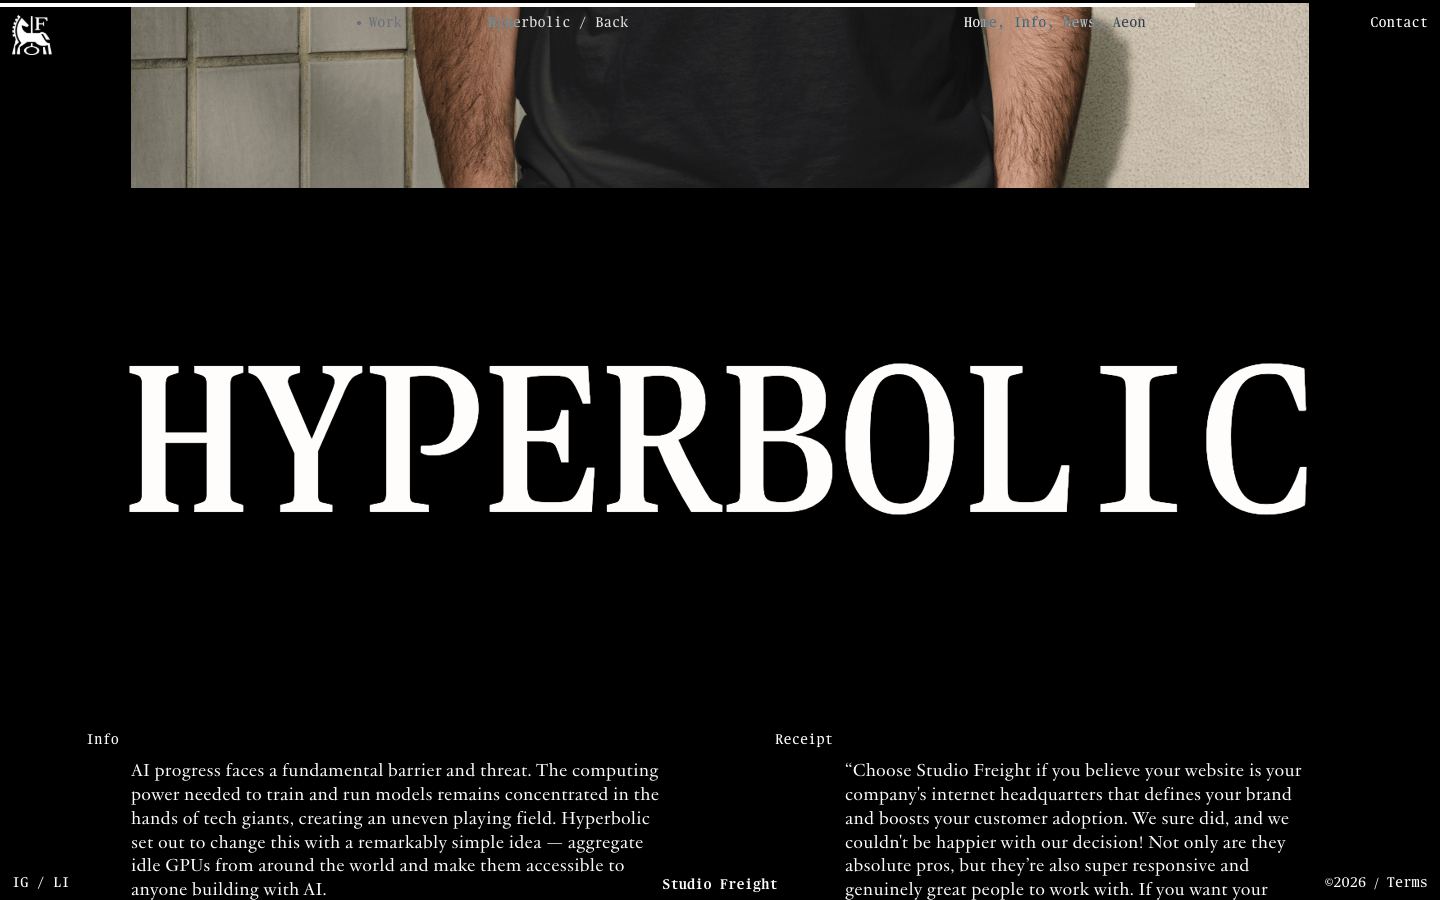 F
• Work
Hyperbolic / Back
Home, Info, News, Aeon
Contact
HYPERBOLIC
Info
AI progress faces a fundamental barrier and threat. The computing
power needed to train and run models remains concentrated in the
hands of tech giants, creating an uneven playing field. Hyperbolic
set out to change this with a remarkably simple idea — aggregate
idle GPUs from around the world and make them accessible to
anyone building with AI.
Receipt
“Choose Studio Freight if you believe your website is your
company's internet headquarters that defines your brand
and boosts your customer adoption. We sure did, and we
couldn't be happier with our decision! Not only are they
absolute pros, but they’re also super responsive and
genuinely great people to work with. If you want your
IG / LI
Studio Freight
©2026 / Terms